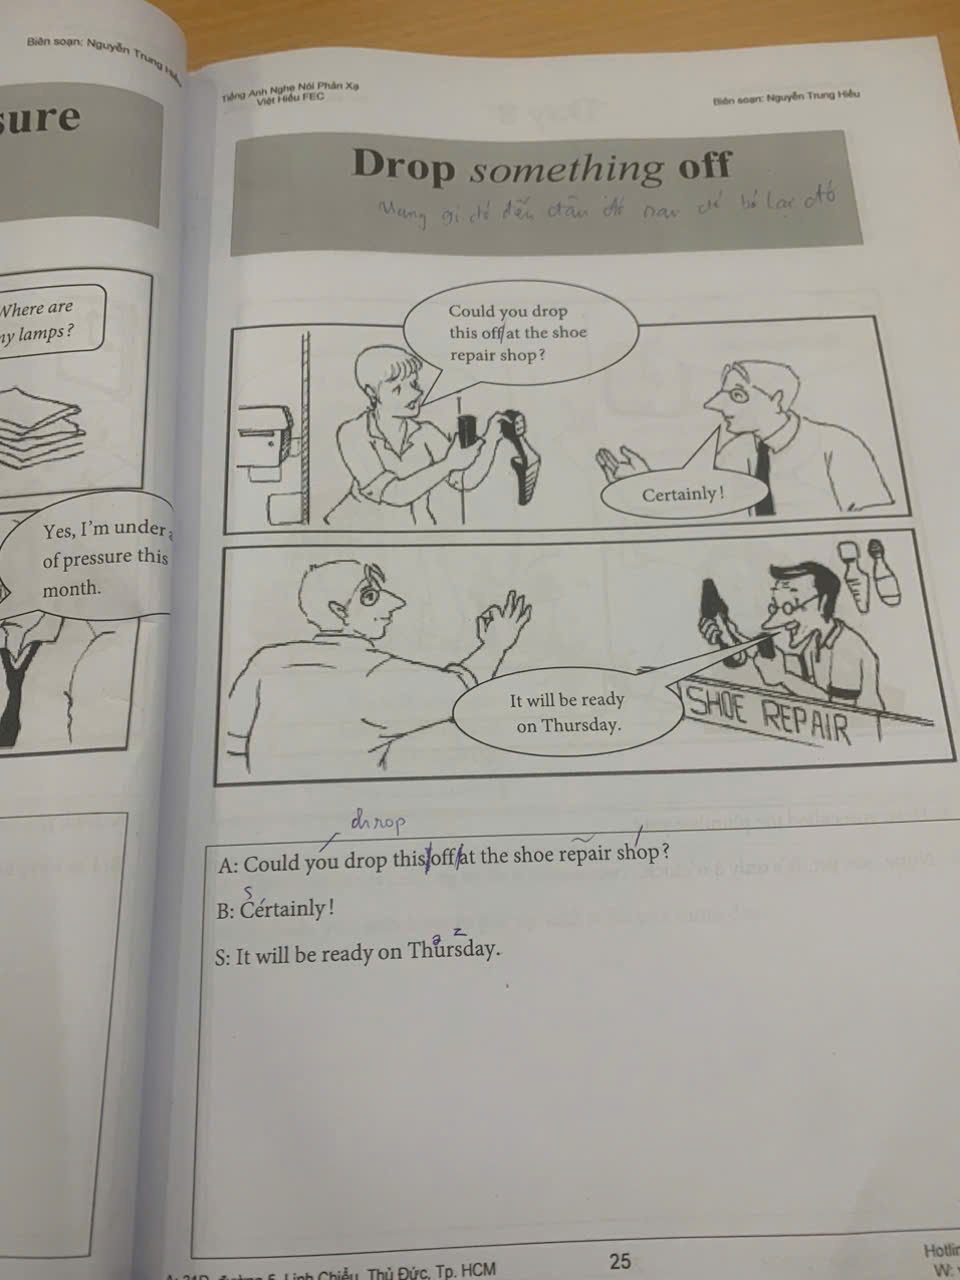 Biên soạn: Nguyễn Trung Hiếu
sure
Where are
my lamps?
Yes, I'm under
of pressure this
month.
Tiếng Anh Nghe Nói Phản Xạ
Việt Hiếu FEC
Biên soạn: Nguyễn Trung Hiếu
Drop something off
Mang gì đó đến đâu đó để bỏ lại đó
Could you drop
this off/at the shoe
repair shop?
Certainly!
It will be ready
on Thursday.
SHOE REPAIR
drop
A: Could you drop this/off/at the shoe repair shop?
s
B: Certainly!
z
S: It will be ready on Thursday.
Linh Chiểu, Thủ Đức, Tp. HCM
25
Hotlin
W: